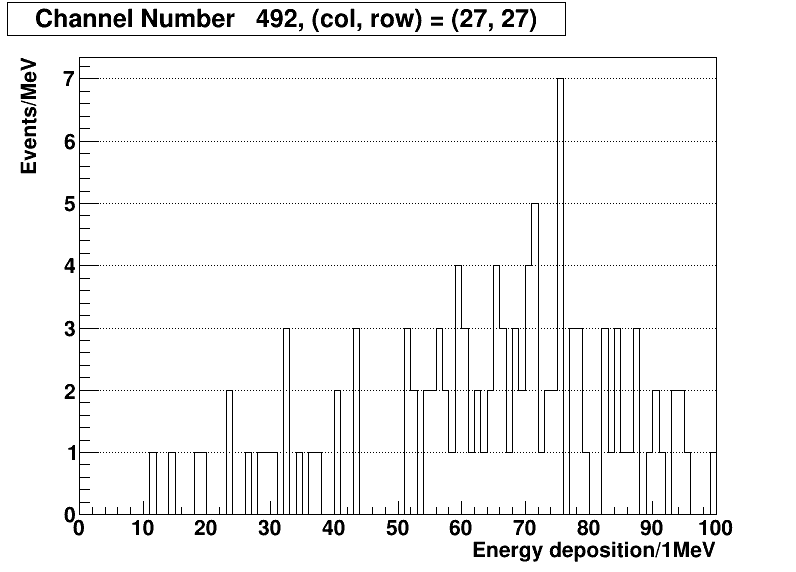 Channel Number 492, (col, row) = (27, 27)
Events/MeV
7
6
5
4
3
2
1
0
0 10 20 30 40 50 60 70 80 90 100
Energy deposition/1MeV